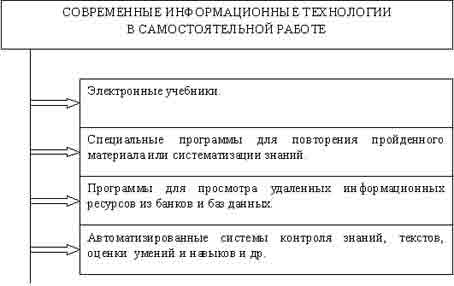 СОВРЕМЕННЫЕ ИНФОРМАЦИОННЫЕ ТЕХНОЛОГИИ
В САМОСТОЯТЕЛЬНОЙ РАБОТЕ
Электронные учебники.
Специальные программы для повторения пройденного
материала или систематизации знаний.
Программы для просмотра удаленных информационных
ресурсов из банков и баз данных.
Автоматизированные системы контроля знаний, текстов,
оценки умений и навыков и др.